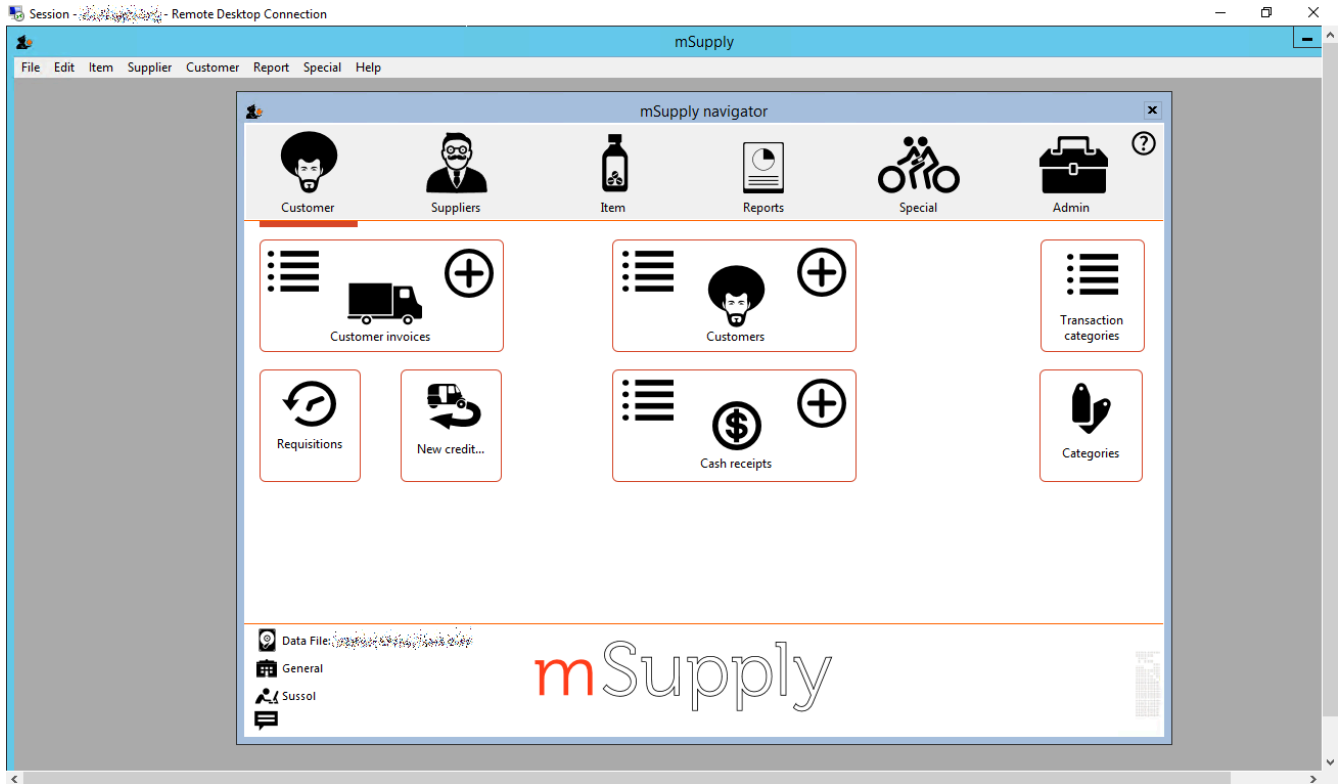 Session - - Remote Desktop Connection
mSupply
File Edit Item Supplier Customer Report Special Help
mSupply navigator
Customer Suppliers Item Reports Special Admin
Customer invoices
Customers
Transaction
categories
Requisitions
New credit...
Cash receipts
Categories
Data File:
General
Sussol
mSupply